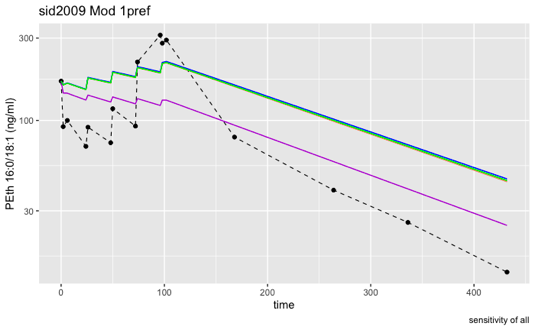 sid2009 Mod 1pref
300
100
30
PEth 16:0/18:1 (ng/ml)
0
100
200
300
400
time
sensitivity of all